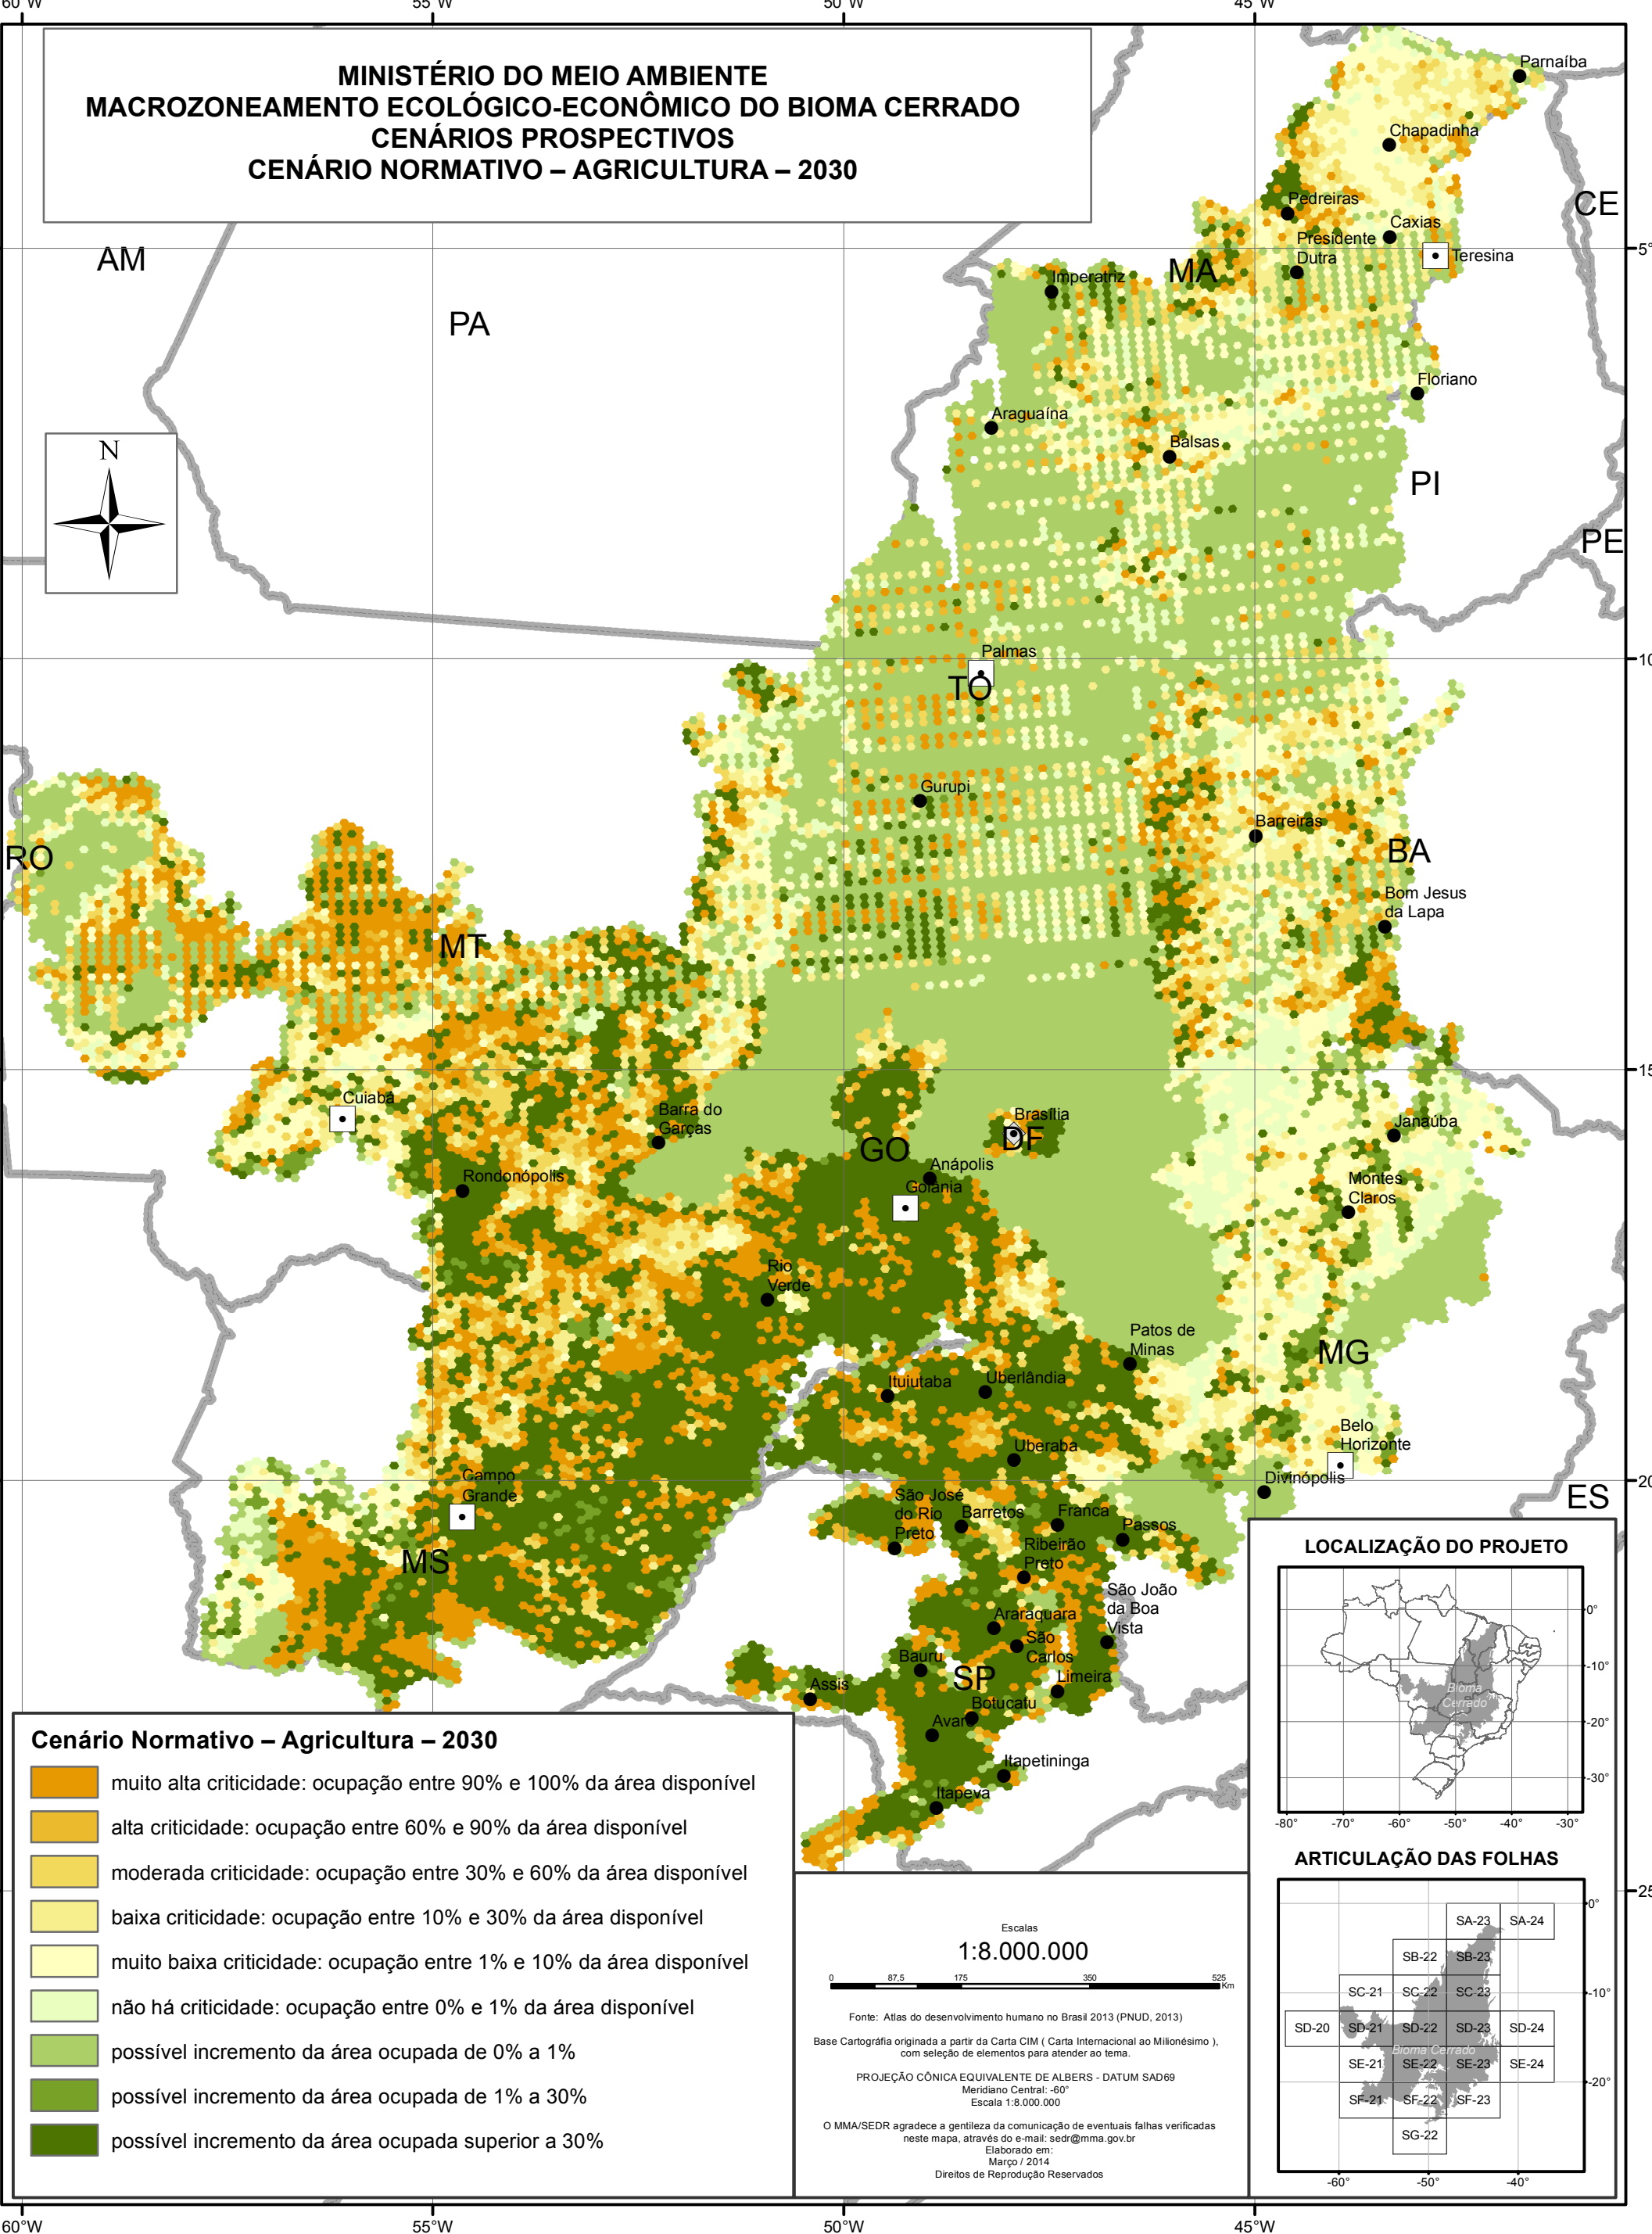 60°W
55°W
50°W
45°W
MINISTÉRIO DO MEIO AMBIENTE
MACROZONEAMENTO ECOLÓGICO-ECONÔMICO DO BIOMA CERRADO
CENÁRIOS PROSPECTIVOS
CENÁRIO NORMATIVO – AGRICULTURA – 2030
Parnaíba
Chapadinha
Pedreiras
CE
Caxias
Presidente
Dutra
Teresina
5°
AM
MA
Imperatriz
PA
Floriano
Araguaína
Balsas
N
PI
PE
Palmas
10
TO
Gurupi
Barreiras
RO
BA
Bom Jesus
da Lapa
MT
15
Cuiabá
Barra do
Garças
Brasília
DF
Janaúba
GO
Anápolis
Rondonópolis
Goiânia
Montes
Claros
Rio
Verde
Patos de
Minas
MG
Ituiutaba
Uberlândia
Belo
Horizonte
Uberaba
Campo
Grande
Divinópolis
20
São José
do Rio
Preto
Barretos
Franca
Passos
ES
Ribeirão
Preto
MS
São João
da Boa
Vista
Araraquara
São
Carlos
Bauru
SP
Limeira
Assis
Botucatu
Avaré
Itapetininga
Itapeva
25
Cenário Normativo – Agricultura – 2030
muito alta criticidade: ocupação entre 90% e 100% da área disponível
alta criticidade: ocupação entre 60% e 90% da área disponível
moderada criticidade: ocupação entre 30% e 60% da área disponível
baixa criticidade: ocupação entre 10% e 30% da área disponível
muito baixa criticidade: ocupação entre 1% e 10% da área disponível
não há criticidade: ocupação entre 0% e 1% da área disponível
possível incremento da área ocupada de 0% a 1%
possível incremento da área ocupada de 1% a 30%
possível incremento da área ocupada superior a 30%
Escalas
1:8.000.000
0 87,5 175 350 525
Km
Fonte: Atlas do desenvolvimento humano no Brasil 2013 (PNUD, 2013)
Base Cartográfia originada a partir da Carta CIM ( Carta Internacional ao Milionésimo ),
com seleção de elementos para atender ao tema.
PROJEÇÃO CÔNICA EQUIVALENTE DE ALBERS - DATUM SAD69
Meridiano Central: -60°
Escala 1:8.000.000
O MMA/SEDR agradece a gentileza da comunicação de eventuais falhas verificadas
neste mapa, através do e-mail: sedr@mma.gov.br
Elaborado em:
Março / 2014
Direitos de Reprodução Reservados
LOCALIZAÇÃO DO PROJETO
0°
-10°
Bioma
Cerrado
-20°
-30°
-80° -70° -60° -50° -40° -30°
ARTICULAÇÃO DAS FOLHAS
0°
SA-23 SA-24
SB-22 SB-23
SC-21 SC-22 SC-23
-10°
SD-20 SD-21 SD-22 SD-23 SD-24
Bioma Cerrado
SE-21 SE-22 SE-23 SE-24
-20°
SF-21 SF-22 SF-23
SG-22
-60° -50° -40°
60°W
55°W
50°W
45°W